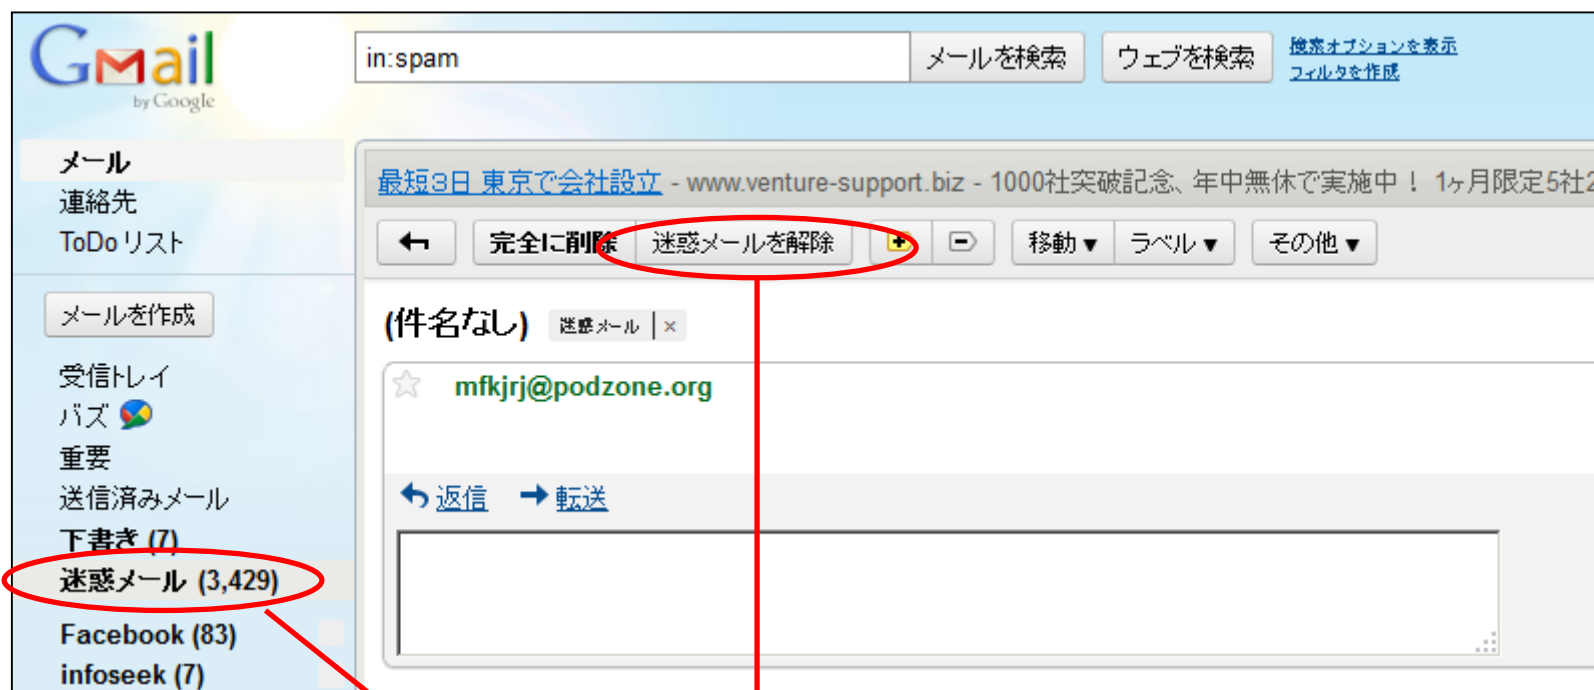 Gmail
by Google
in:spam
メールを検索
ウェブを検索
検索オプションを表示
フィルタを作成
メール
連絡先
ToDo リスト
メールを作成
受信トレイ
バズ
重要
送信済みメール
下書き (7)
迷惑メール (3,429)
Facebook (83)
infoseek (7)
最短3日 東京で会社設立 - www.venture-support.biz - 1000社突破記念、年中無休で実施中！ 1ヶ月限定5社2
完全に削除
迷惑メールを解除
移動▼
ラベル▼
その他▼
(件名なし)
迷惑メール | ×
mfkjrj@podzone.org
返信
転送